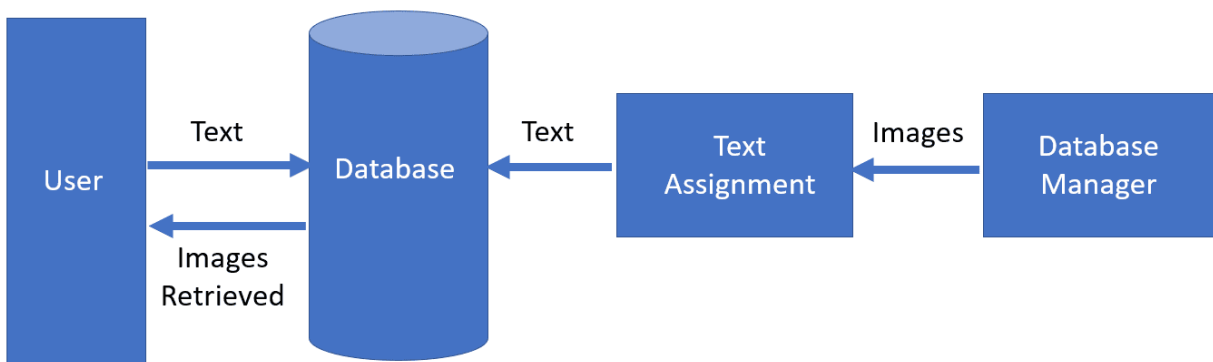 User
Text
Images
Retrieved
Database
Text
Text
Assignment
Images
Database
Manager